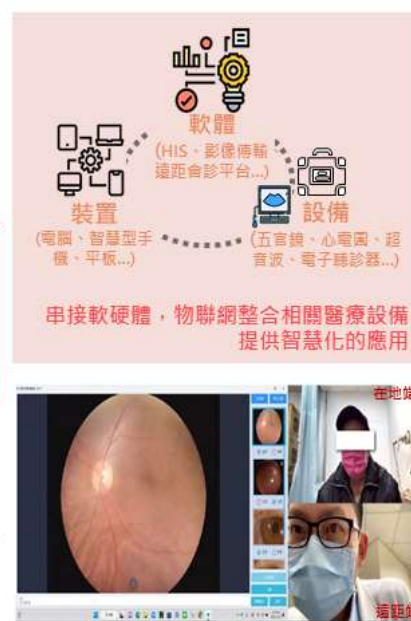 軟體
(HIS、影像傳輸
遠距會診平台...)
裝置
(電腦、智慧型手
機、平板...)
設備
(五官鏡、心電圖、超
音波、電子聽診器...)
串接軟硬體，物聯網整合相關醫療設備
提供智慧化的應用
在地端
遠距端